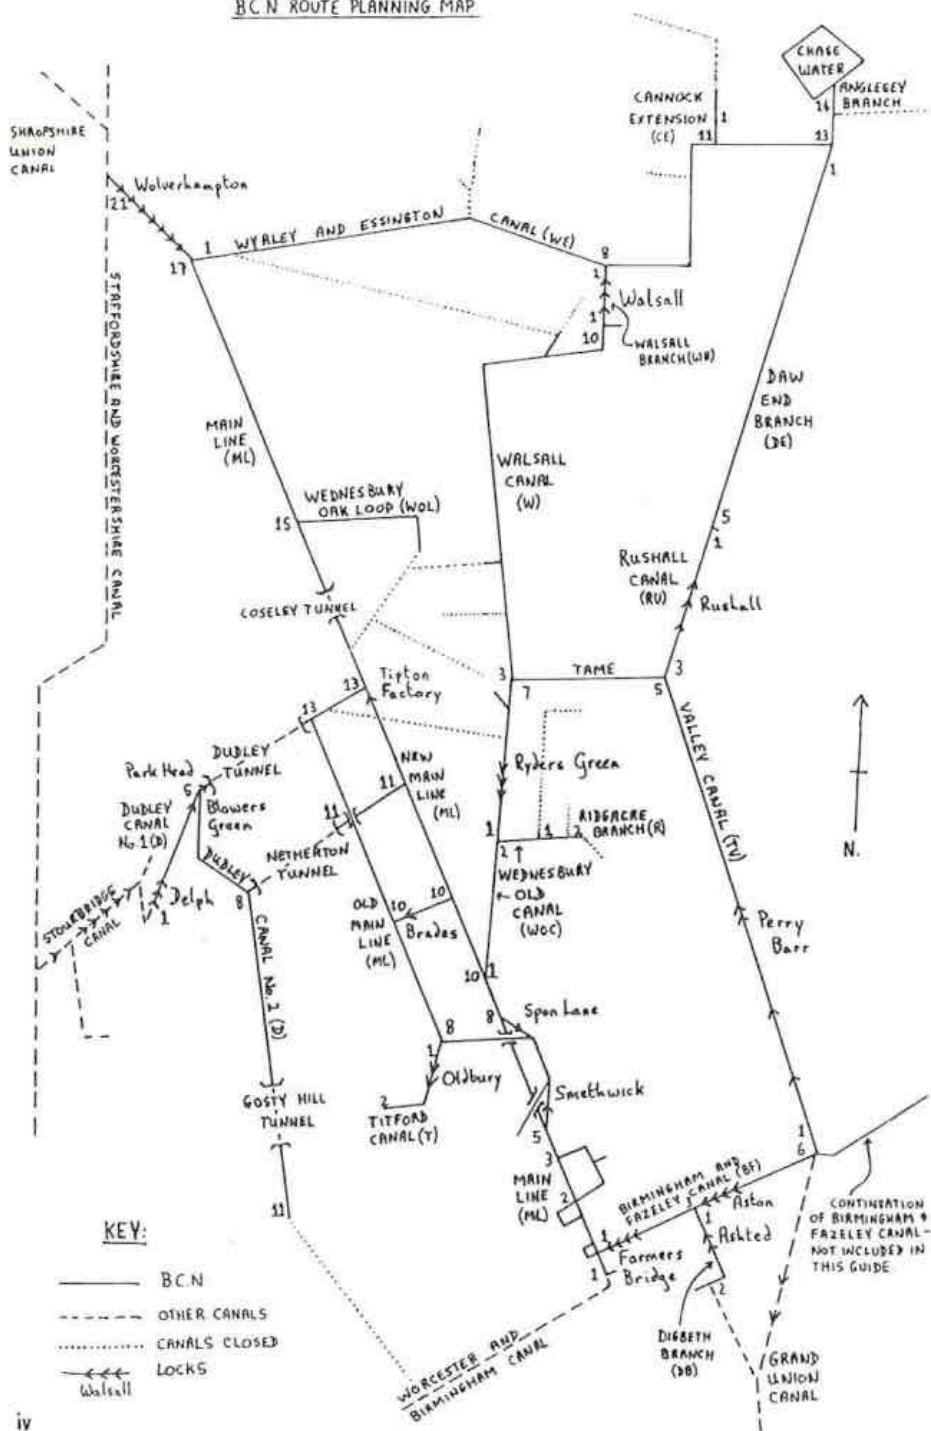 BCN ROUTE PLANNING MAP
CHASE
WATER
ANGLESEY
BRANCH
14
13
1
CANNOCK
EXTENSION
(CE)
1
11
SHROPSHIRE
UNION
CANAL
Wolverhampton
21
1
17
WYRLEY AND ESSINGTON
CANAL (WE)
8
1
Walsall
1
10
WALSALL
BRANCH (WB)
STAFFORDSHIRE AND WORCESTERSHIRE CANAL
MAIN
LINE
(ML)
WALSALL
CANAL
(W)
DAW
END
BRANCH
(DE)
WEDNESBURY
OAK LOOP (WOL)
15
5
1
RUSHALL
CANAL
(RU)
Rushall
COSELEY TUNNEL
3
TAME
3
7
5
VALLEY CANAL (TV)
13
Tipton
Factory
13
DUDLEY
TUNNEL
Park Head
5
Blowers
Green
DUDLEY
CANAL
No.1 (D)
11
NEW
MAIN
LINE
(ML)
11
NETHERTON
TUNNEL
Ryders Green
1
1
2
RIDGACRE
BRANCH (R)
2
WEDNESBURY
OLD
CANAL
(WOC)
N.
DUDLEY
8
CANAL No.2 (D)
STOURBRIDGE
CANAL
Delph
1
OLD
MAIN
LINE
(ML)
10
10
Brades
Perry
Barr
10
1
8
8
Spon Lane
1
Oldbury
2
TITFORD
CANAL (T)
Smethwick
5
3
GOSTY HILL
TUNNEL
11
MAIN
LINE
(ML)
2
BIRMINGHAM AND
FAZELEY CANAL (BF)
1
6
3
Aston
1
Ashted
1
Farmers
Bridge
1
2
CONTINUATION
OF BIRMINGHAM &
FAZELEY CANAL-
NOT INCLUDED IN
THIS GUIDE
DIGBETH
BRANCH
(DB)
GRAND
UNION
CANAL
WORCESTER AND
BIRMINGHAM CANAL
KEY:
B.C.N
OTHER CANALS
CANALS CLOSED
LOCKS
Walsall
iv